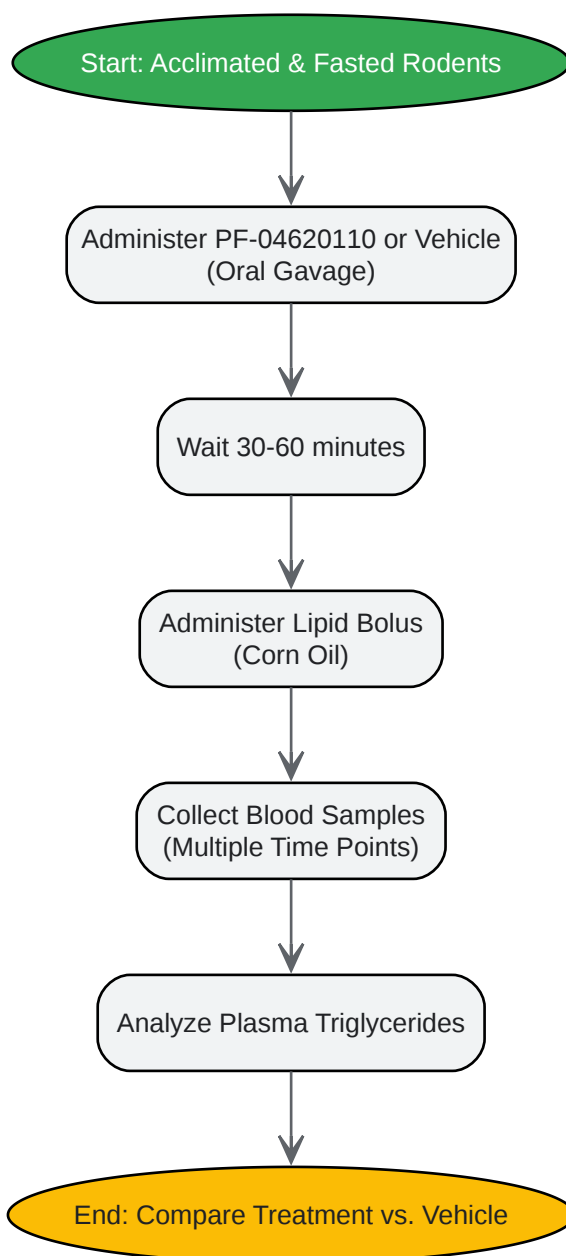 Start: Acclimated & Fasted Rodents
Administer PF-04620110 or Vehicle
(Oral Gavage)
Wait 30-60 minutes
Administer Lipid Bolus
(Corn Oil)
Collect Blood Samples
(Multiple Time Points)
Analyze Plasma Triglycerides
End: Compare Treatment vs. Vehicle